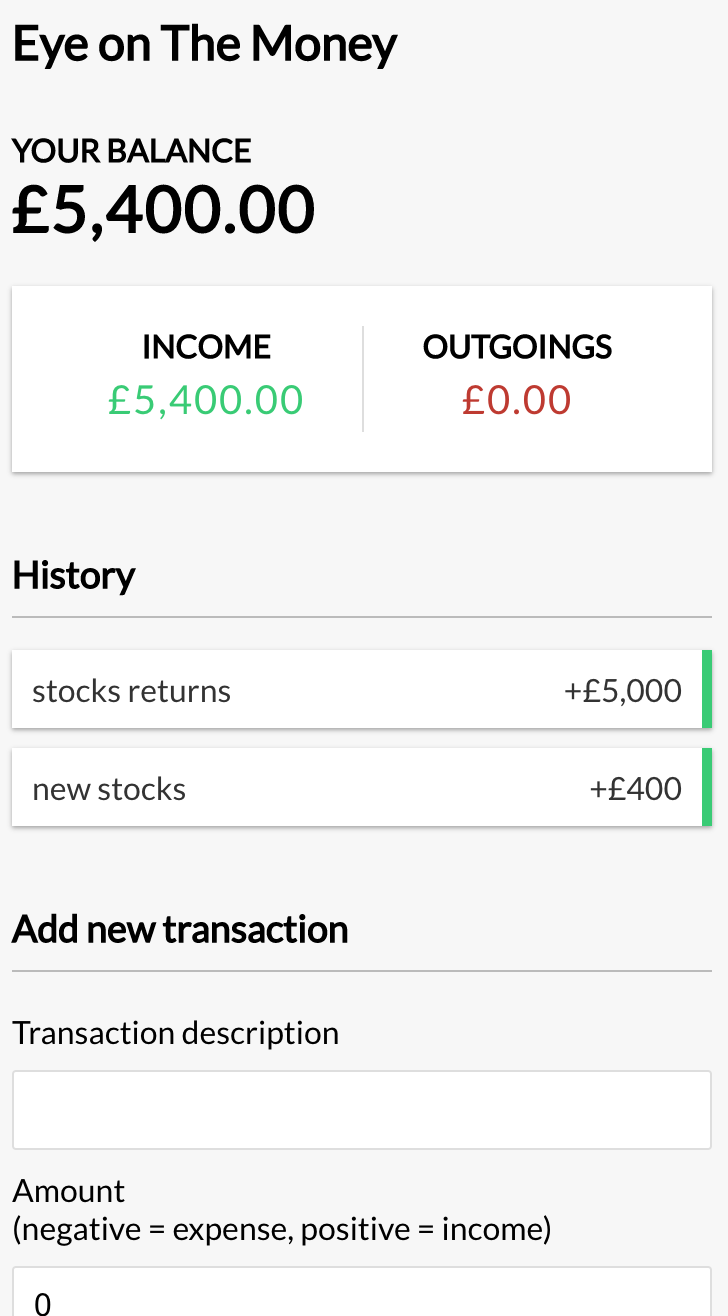 Eye on The Money
YOUR BALANCE
£5,400.00
INCOME
£5,400.00
OUTGOINGS
£0.00
History
stocks returns +£5,000
new stocks +£400
Add new transaction
Transaction description
Amount
(negative = expense, positive = income)
0